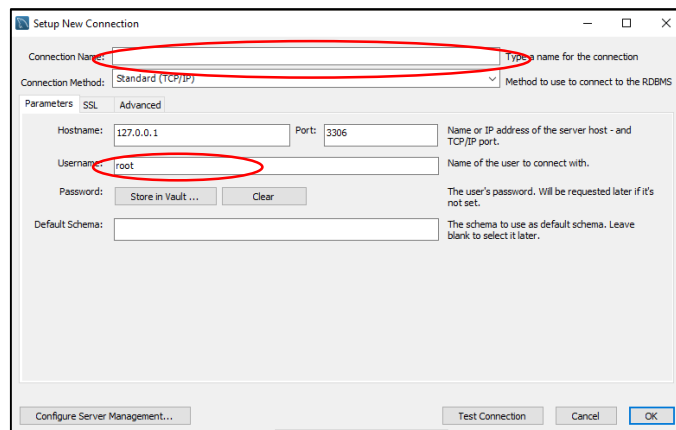 Setup New Connection
Connection Name: Type a name for the connection
Connection Method: Standard (TCP/IP) Method to use to connect to the RDBMS
Parameters SSL Advanced
Hostname: 127.0.0.1 Port: 3306 Name or IP address of the server host - and
TCP/IP port.
Username: root Name of the user to connect with.
Password: Store in Vault ... Clear The user's password. Will be requested later if it's
not set.
Default Schema: The schema to use as default schema. Leave
blank to select it later.
Configure Server Management... Test Connection Cancel OK